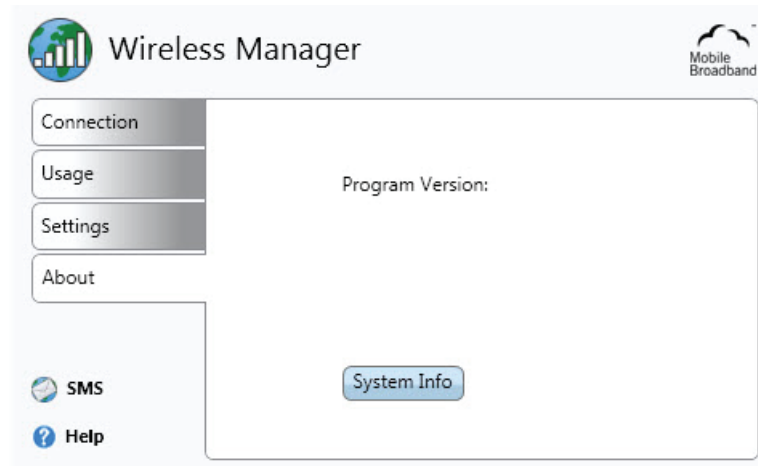 Wireless Manager
Mobile
Broadband
Connection
Usage
Settings
About
Program Version:
System Info
SMS
Help